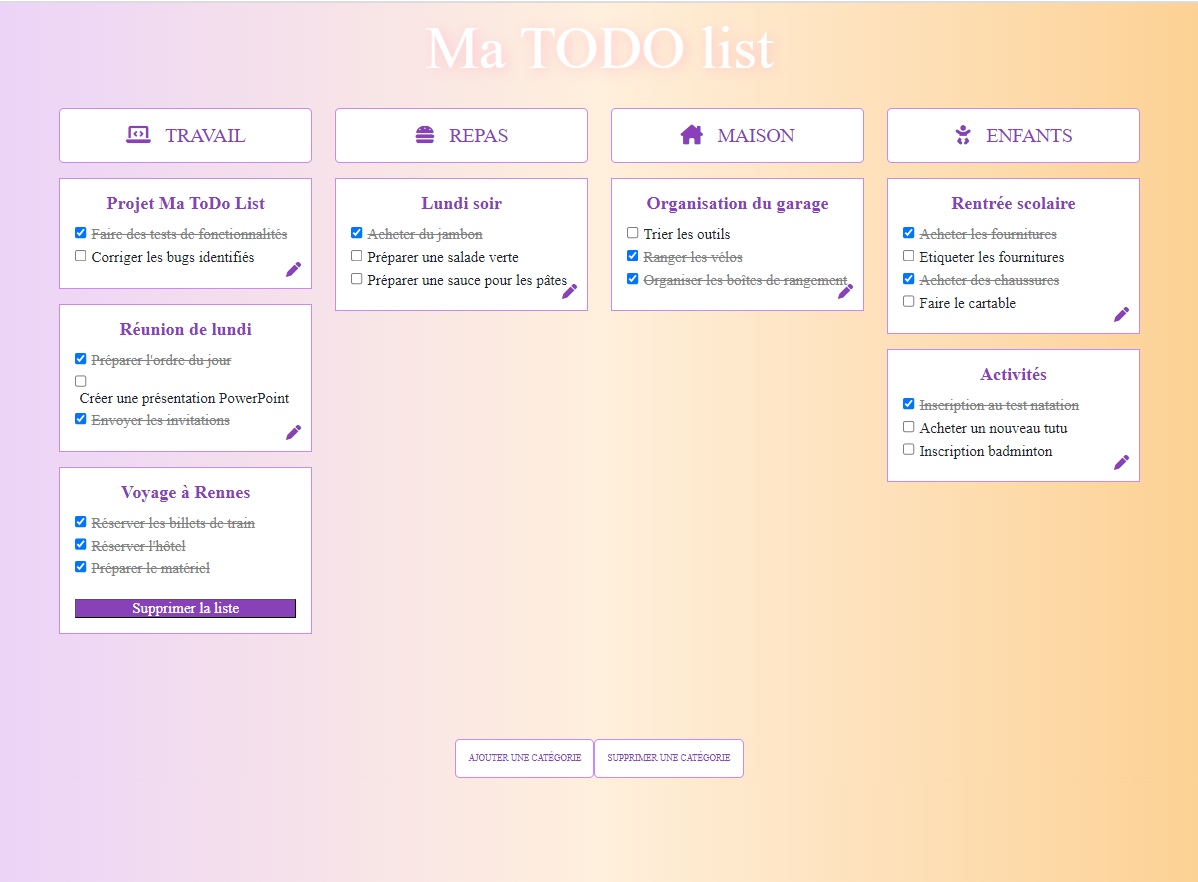 Ma TODO list
TRAVAIL
Projet Ma ToDo List
Faire des tests de fonctionnalités
Corriger les bugs identifiés
Réunion de lundi
Préparer l'ordre du jour
Créer une présentation PowerPoint
Envoyer les invitations
Voyage à Rennes
Réserver les billets de train
Réserver l'hôtel
Préparer le matériel
Supprimer la liste
REPAS
Lundi soir
Acheter du jambon
Préparer une salade verte
Préparer une sauce pour les pâtes
MAISON
Organisation du garage
Trier les outils
Ranger les vélos
Organiser les boîtes de rangement
ENFANTS
Rentrée scolaire
Acheter les fournitures
Etiqueter les fournitures
Acheter des chaussures
Faire le cartable
Activités
Inscription au test natation
Acheter un nouveau tutu
Inscription badminton
AJOUTER UNE CATÉGORIE
SUPPRIMER UNE CATÉGORIE